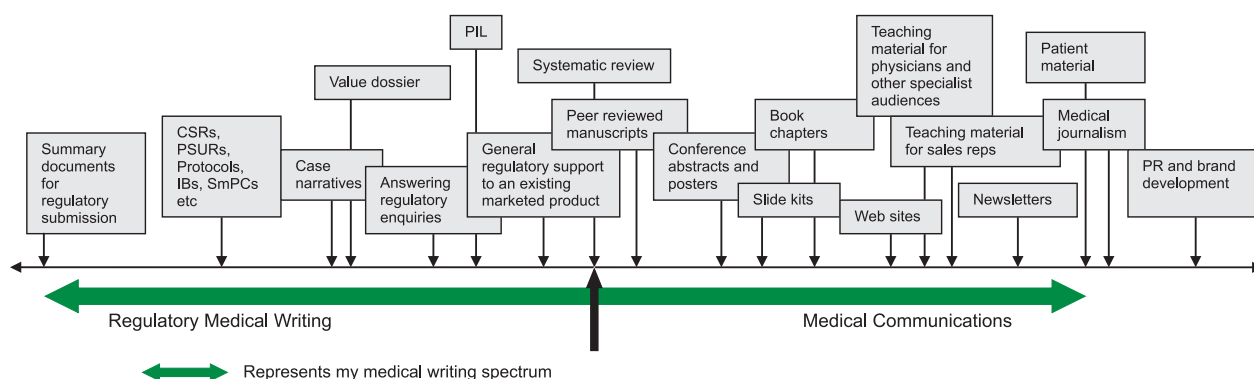 Summary
documents
for
regulatory
submission
CSRs,
PSURs,
Protocols,
IBs, SmPCs
etc
Case
narratives
Value dossier
Answering
regulatory
enquiries
PIL
General
regulatory support
to an existing
marketed product
Systematic review
Peer reviewed
manuscripts
Conference
abstracts and
posters
Slide kits
Book
chapters
Web sites
Teaching
material for
physicians and
other specialist
audiences
Teaching material
for sales reps
Newsletters
Patient
material
Medical
journalism
PR and brand
development
Regulatory Medical Writing
Medical Communications
Represents my medical writing spectrum